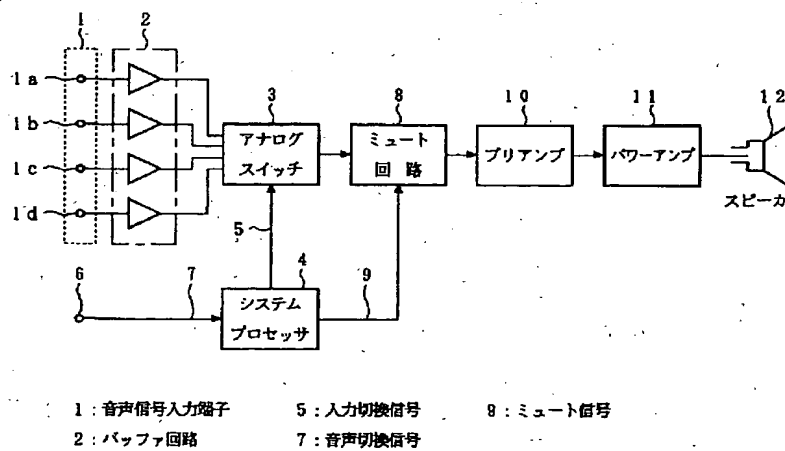 1
2
1a
1b
1c
1d
3
アナログ
スイッチ
8
ミュート
回路
10
プリアンプ
11
パワーアンプ
12
スピーカ
5
4
システム
プロセッサ
9
6
7
1:音声信号入力端子
5:入力切換信号
9:ミュート信号
2:バッファ回路
7:音声切換信号